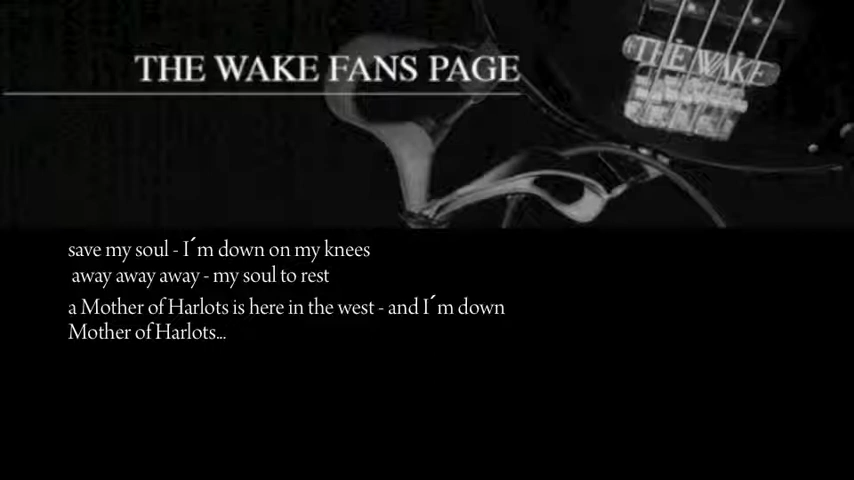 THE WAKE FANS PAGE
THE WAKE
save my soul - I´m down on my knees
away away away - my soul to rest
a Mother of Harlots is here in the west - and I´m down
Mother of Harlots...